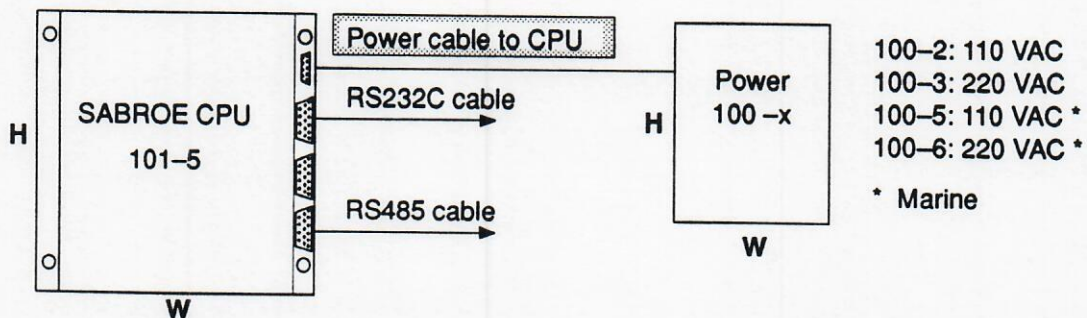 Power cable to CPU
RS232C cable
RS485 cable
SABROE CPU
101–5
H
W
Power
100 –x
H
W
100–2: 110 VAC
100–3: 220 VAC
100–5: 110 VAC *
100–6: 220 VAC *
* Marine